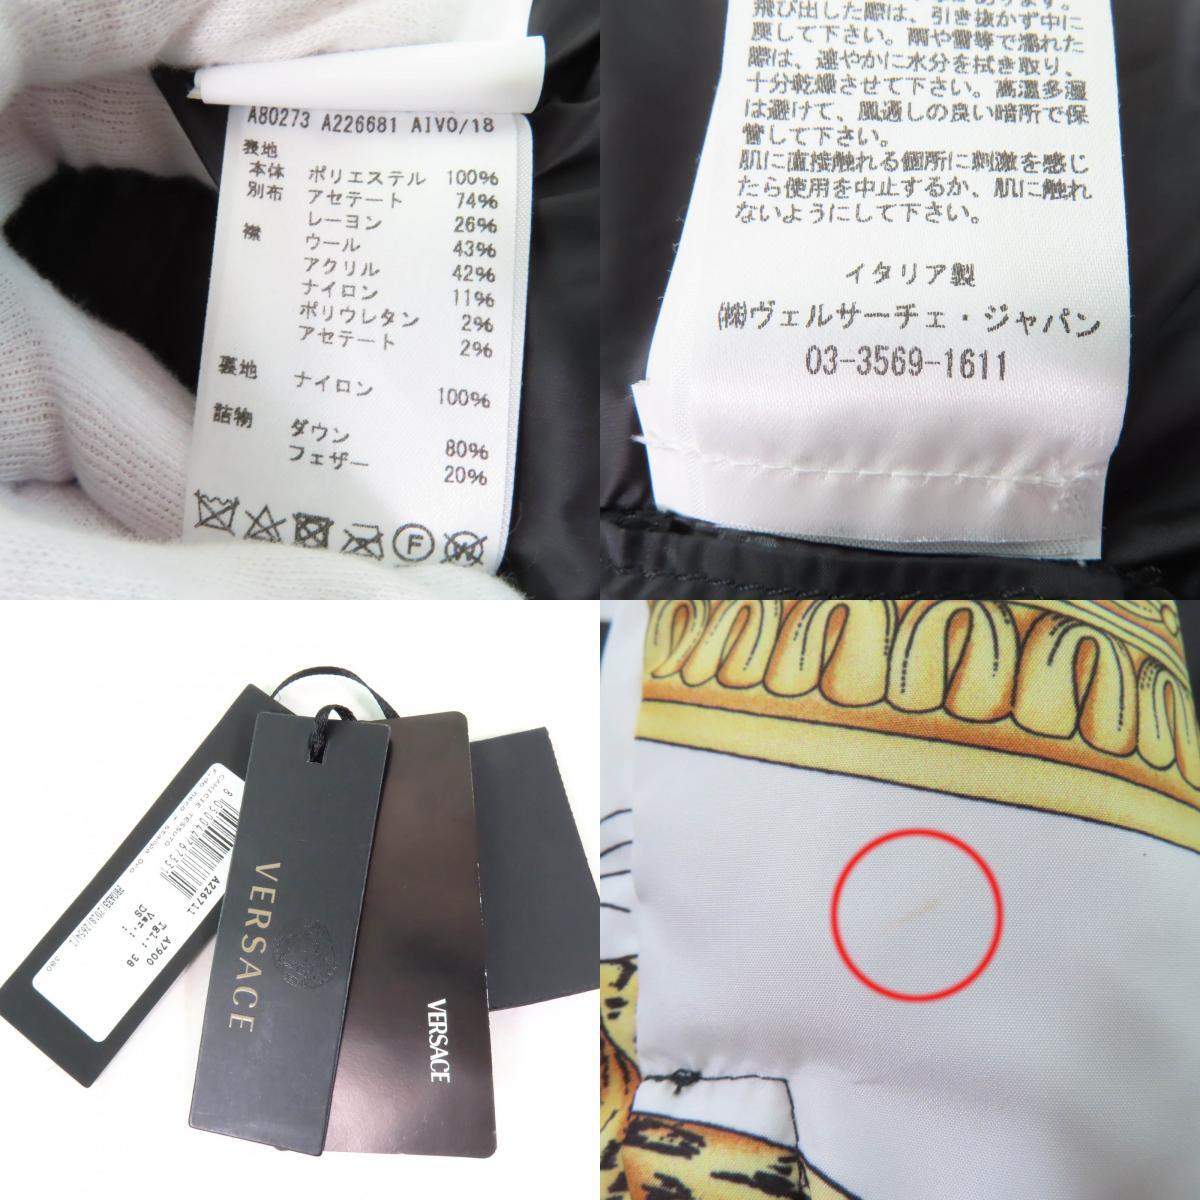 A80273 A226681 AIVO/18
表地
本体 ポリエステル 100%
別布 アセテート 74%
レーヨン 26%
襟 ウール 43%
アクリル 42%
ナイロン 11%
ポリウレタン 2%
アセテート 2%
裏地 ナイロン 100%
詰物 ダウン 80%
フェザー 20%
F
W
飛び出した際は、引き抜かず中に
戻して下さい。雨や雪等で濡れた
際は、速やかに水分を拭き取り、
十分乾燥させて下さい。高温多湿
は避けて、風通しの良い暗所で保
管して下さい。
肌に直接触れる箇所に刺激を感じ
たら使用を中止するか、肌に触れ
ないようにして下さい。
イタリア製
㈱ヴェルサーチェ・ジャパン
03-3569-1611
CAMICIE TESSUTO
F.do nero + stampa oro
A226711
A7900
Tgl.: 38
Var.:
DS
VERSACE
VERSACE